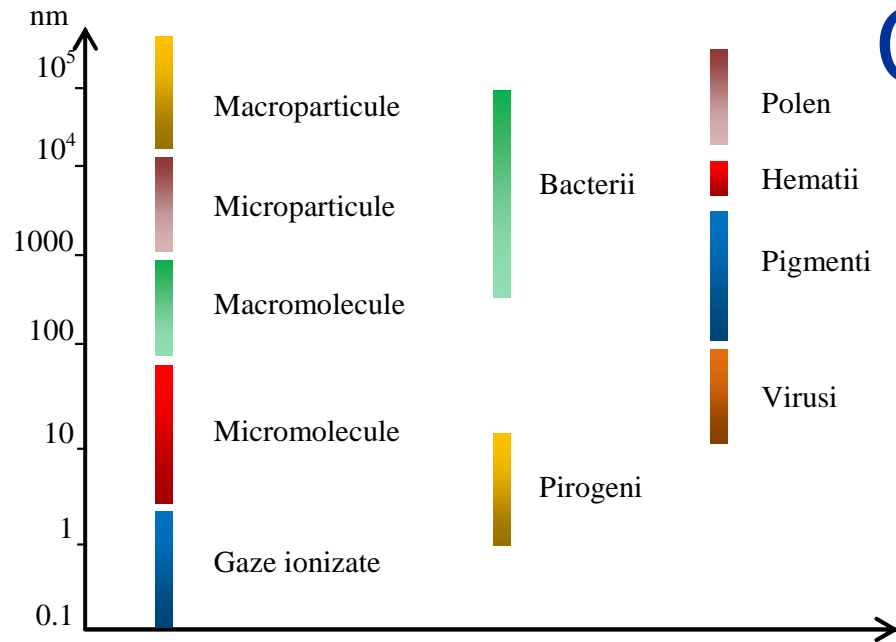 nm
10^5
10^4
1000
100
10
1
0.1
Macroparticule
Microparticule
Macromolecule
Micromolecule
Gaze ionizate
Bacterii
Pirogeni
Polen
Hematii
Pigmenti
Virusi